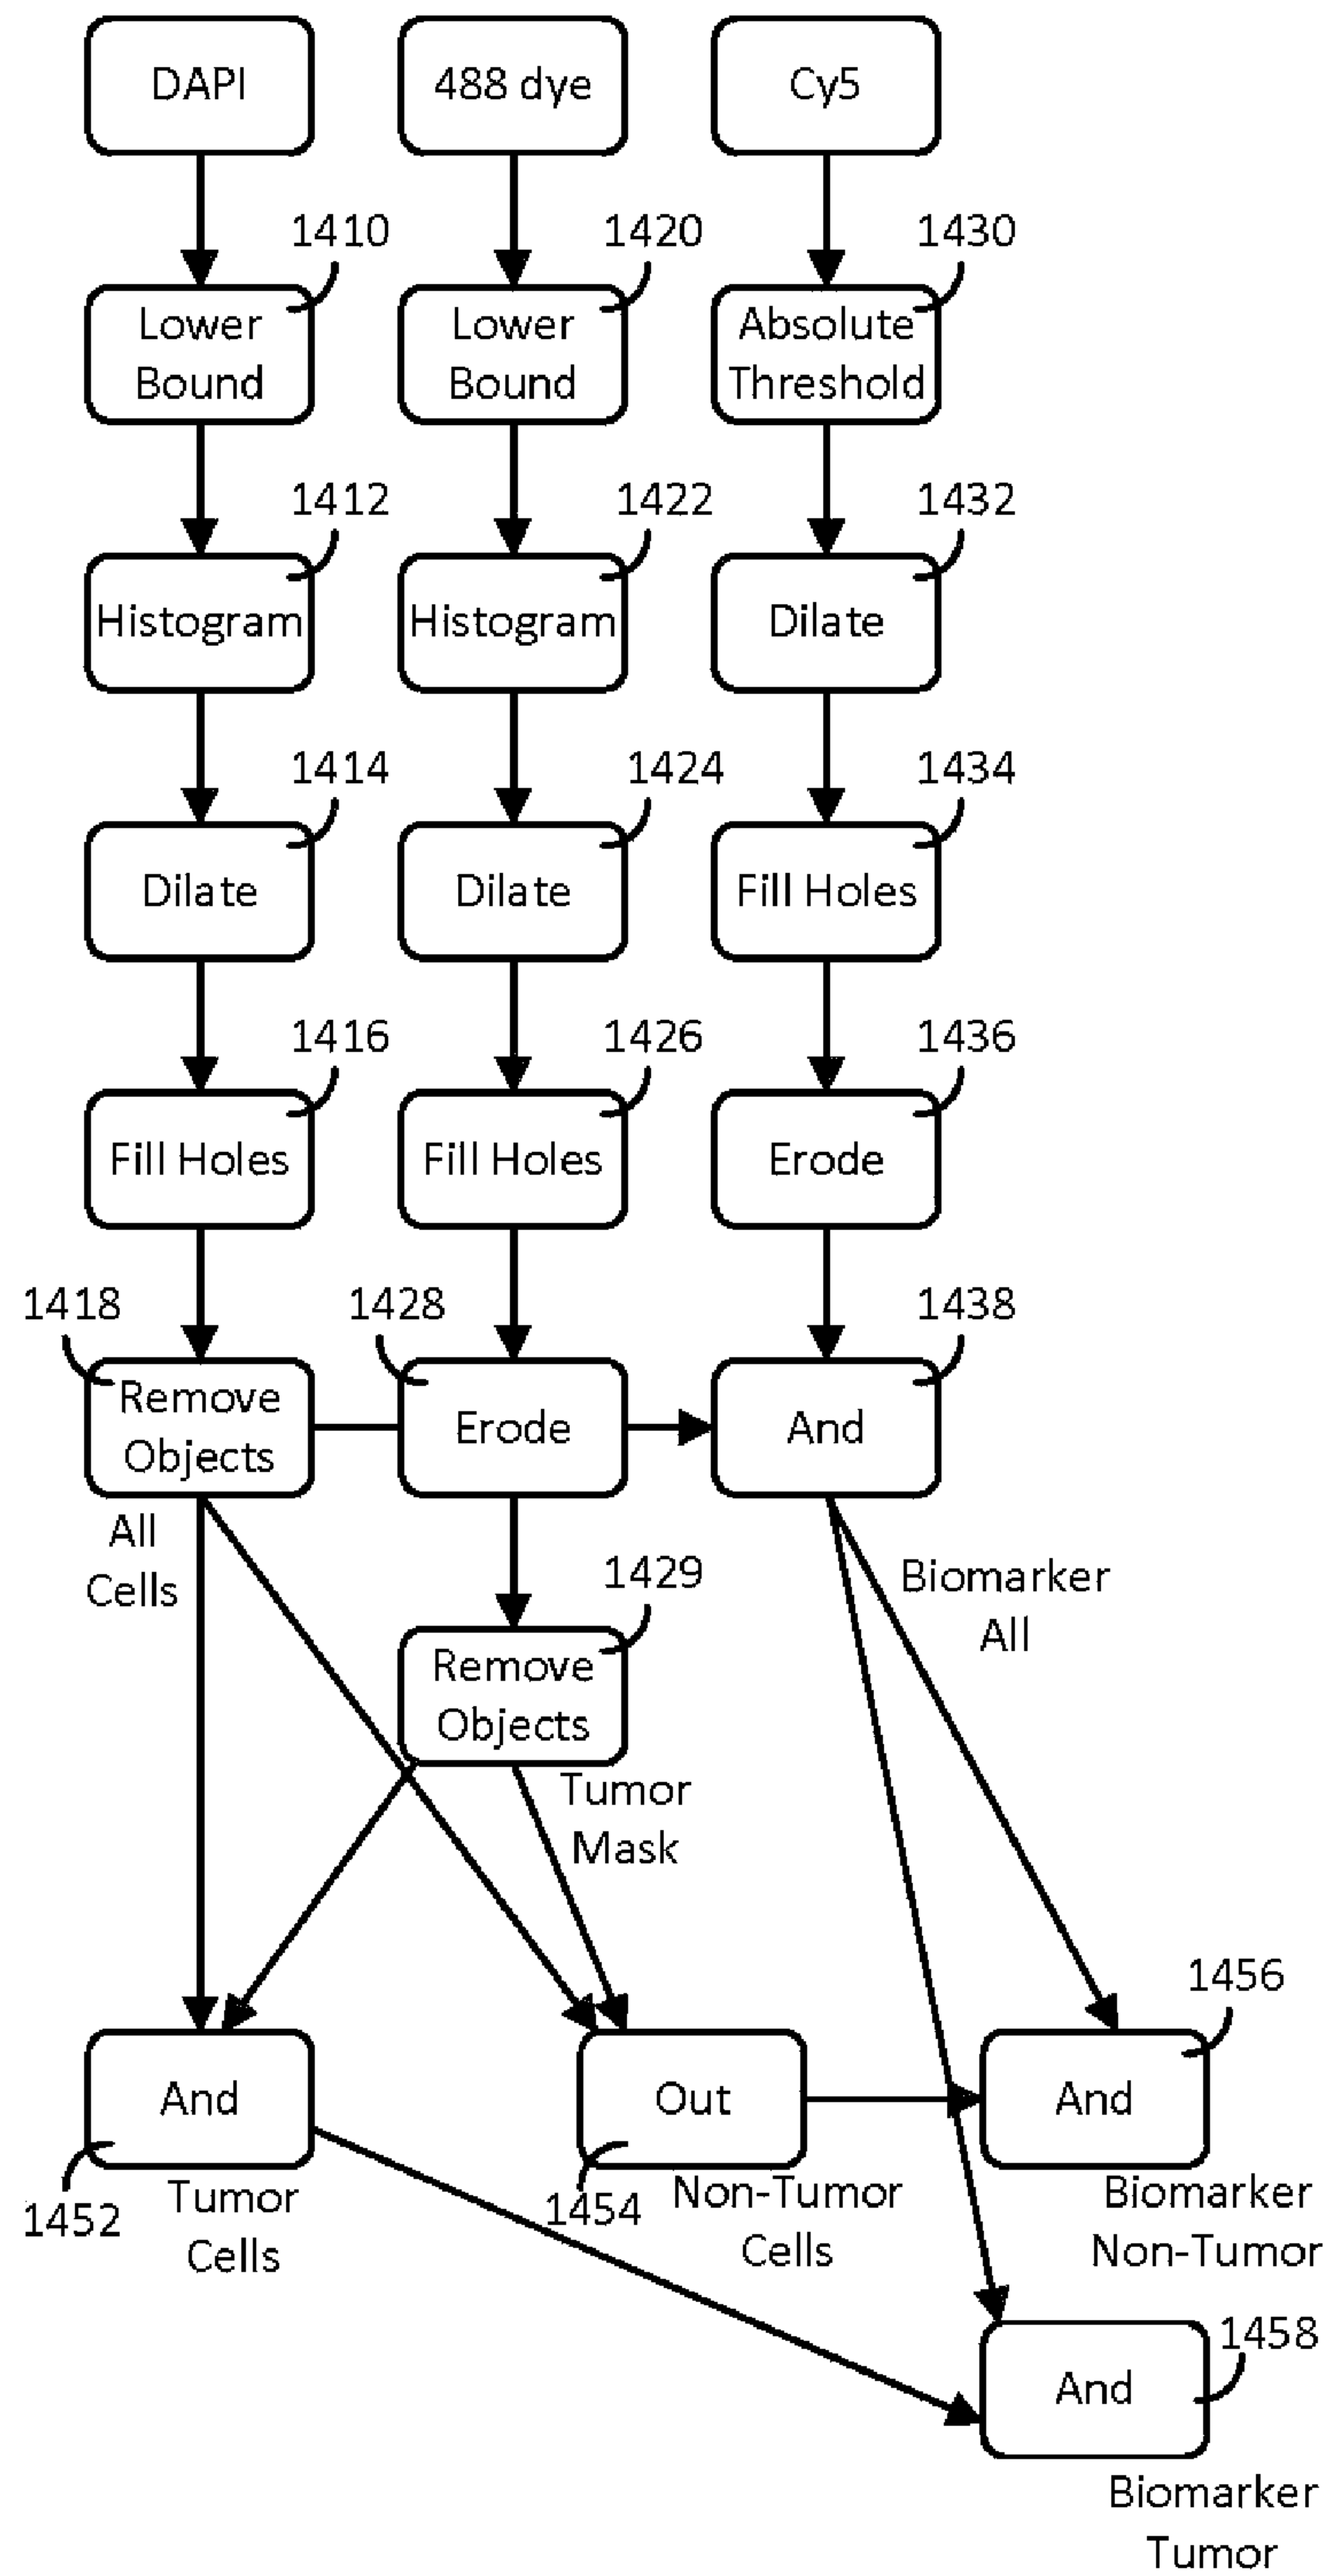 DAPI
488 dye
Cy5
1410
1420
1430
Lower
Bound
Lower
Bound
Absolute
Threshold
1412
1422
1432
Histogram
Histogram
Dilate
1414
1424
1434
Dilate
Dilate
Fill Holes
1416
1426
1436
Fill Holes
Fill Holes
Erode
1418
1428
1438
Remove
Objects
Erode
And
All
Cells
1429
Biomarker
All
Remove
Objects
Tumor
Mask
1456
And
Out
And
1452
Tumor
Cells
1454
Non-Tumor
Cells
Biomarker
Non-Tumor
1458
And
Biomarker
Tumor